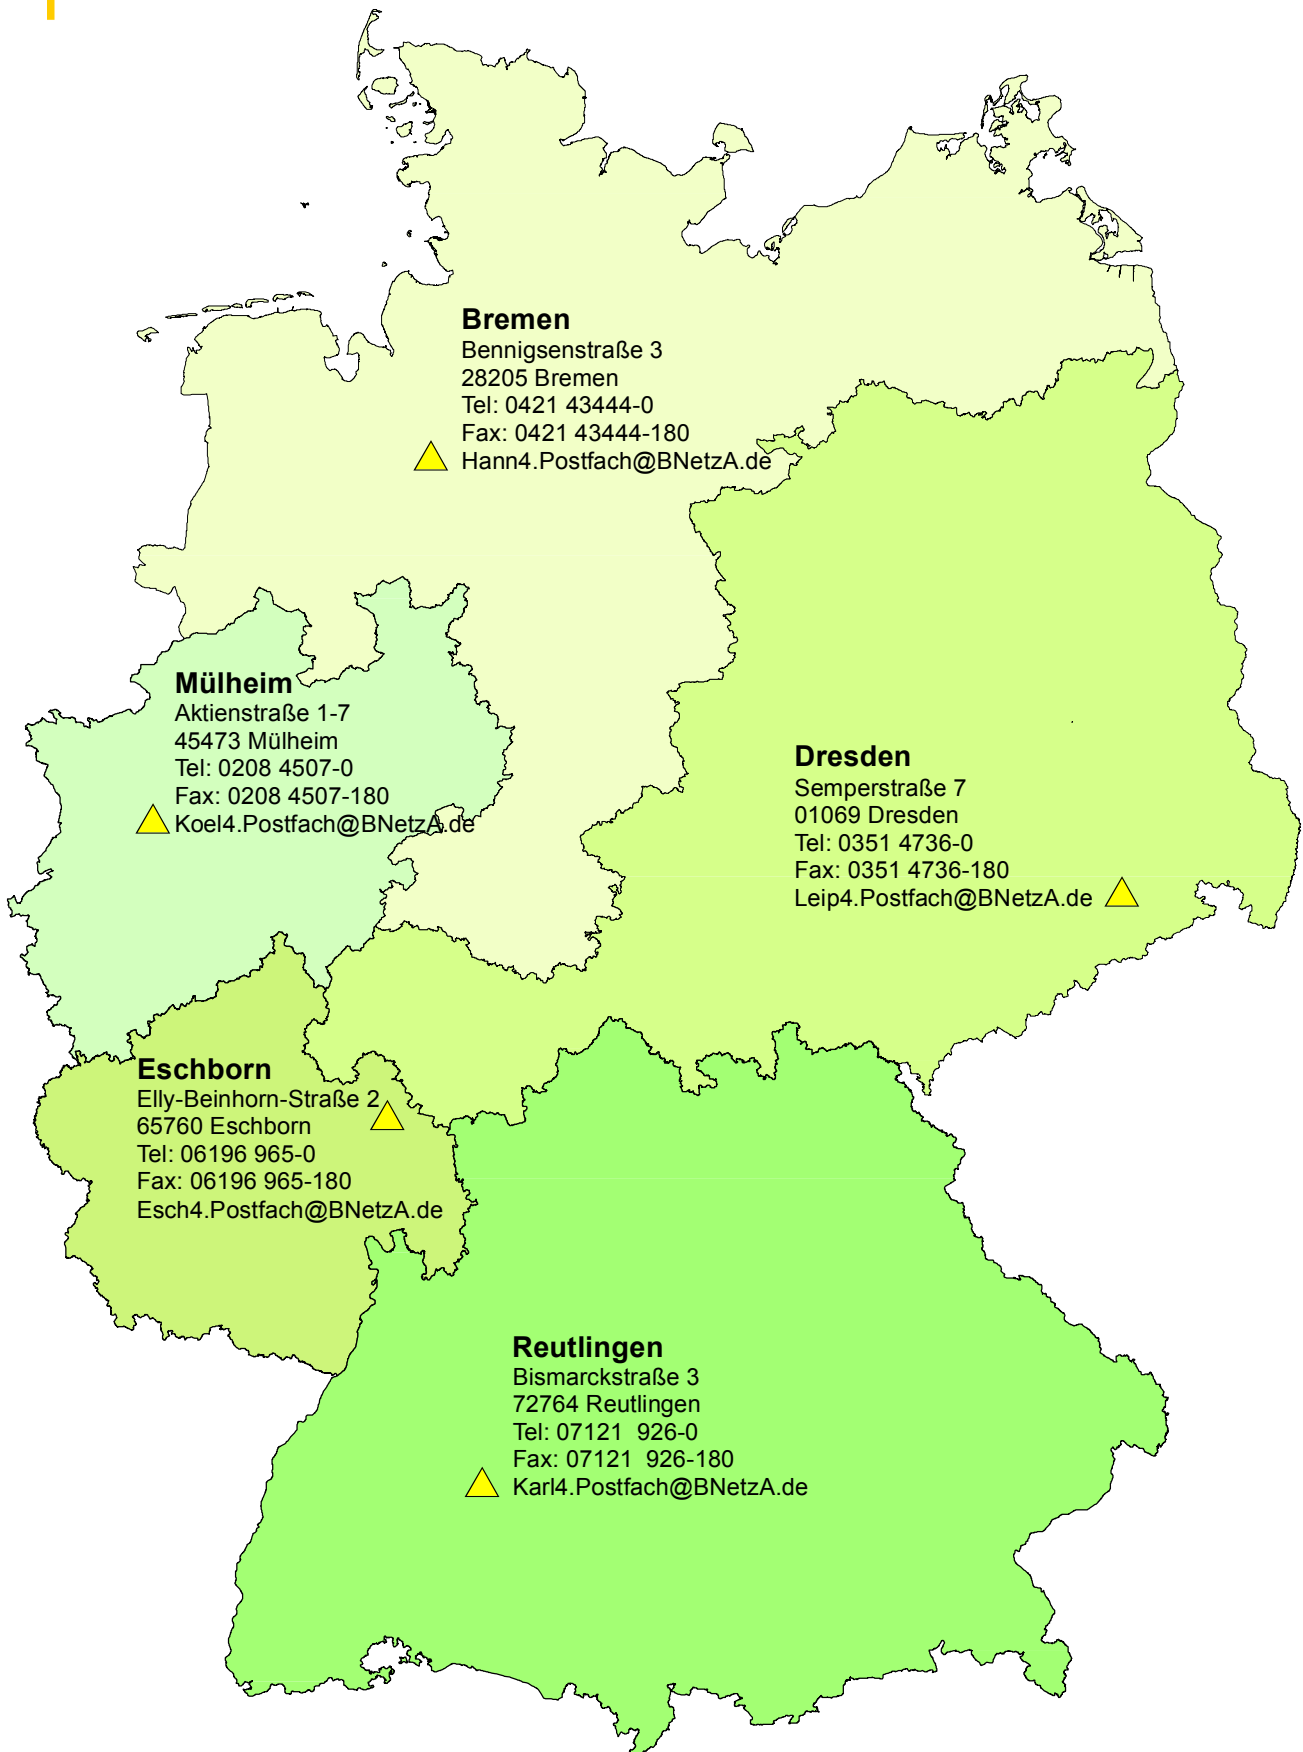 Bremen
Bennigsenstraße 3
28205 Bremen
Tel: 0421 43444-0
Fax: 0421 43444-180
Hann4.Postfach@BNetzA.de
Mülheim
Aktienstraße 1-7
45473 Mülheim
Tel: 0208 4507-0
Fax: 0208 4507-180
Koel4.Postfach@BNetzA.de
Dresden
Semperstraße 7
01069 Dresden
Tel: 0351 4736-0
Fax: 0351 4736-180
Leip4.Postfach@BNetzA.de
Eschborn
Elly-Beinhorn-Straße 2
65760 Eschborn
Tel: 06196 965-0
Fax: 06196 965-180
Esch4.Postfach@BNetzA.de
Reutlingen
Bismarckstraße 3
72764 Reutlingen
Tel: 07121  926-0
Fax: 07121  926-180
Karl4.Postfach@BNetzA.de